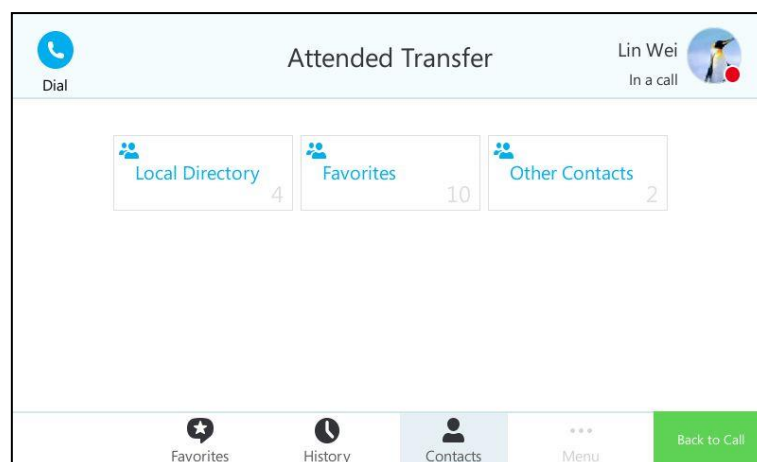 Attended Transfer
Lin Wei
In a call
Dial
Local Directory
4
Favorites
10
Other Contacts
2
Favorites
History
Contacts
Menu
Back to Call